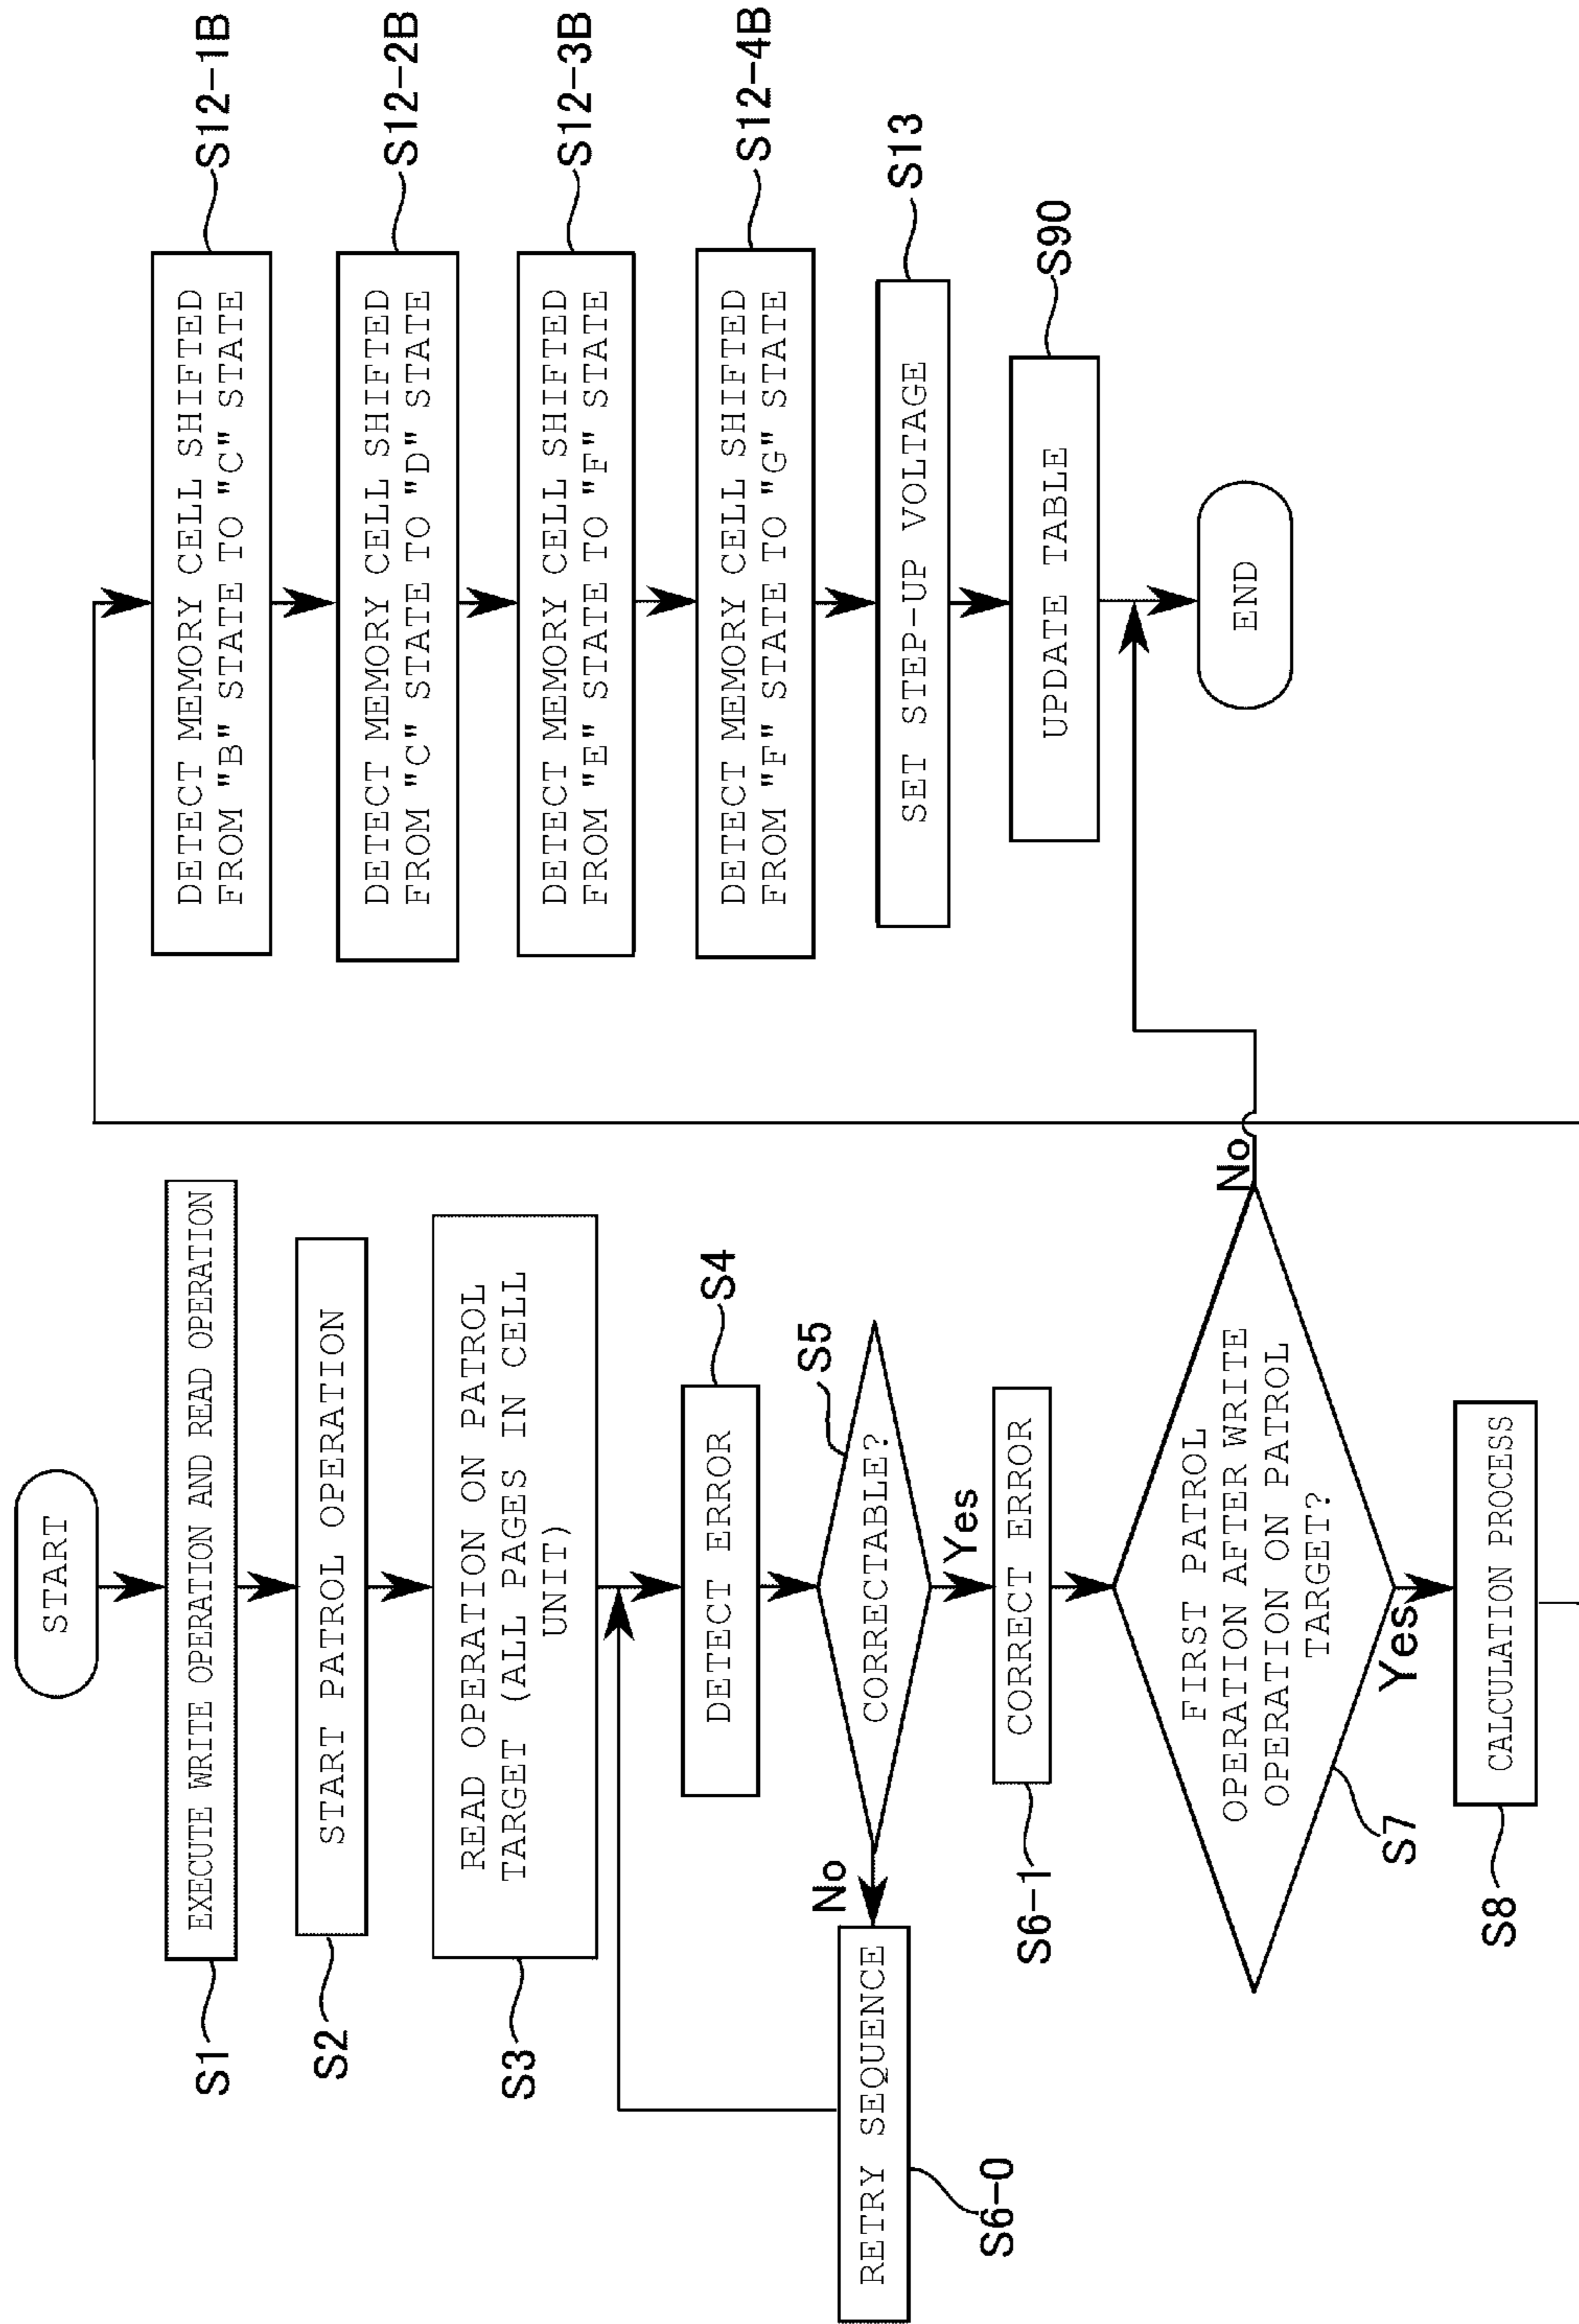 START
EXECUTE WRITE OPERATION AND READ OPERATION
S1
START PATROL OPERATION
S2
READ OPERATION ON PATROL
TARGET (ALL PAGES IN CELL
UNIT)
S3
DETECT ERROR
S4
CORRECTABLE?
S5
No
Yes
RETRY SEQUENCE
S6-0
CORRECT ERROR
S6-1
FIRST PATROL
OPERATION AFTER WRITE
OPERATION ON PATROL
TARGET?
S7
No
Yes
CALCULATION PROCESS
S8
DETECT MEMORY CELL SHIFTED
FROM "B" STATE TO "C" STATE
S12-1B
DETECT MEMORY CELL SHIFTED
FROM "C" STATE TO "D" STATE
S12-2B
DETECT MEMORY CELL SHIFTED
FROM "E" STATE TO "F" STATE
S12-3B
DETECT MEMORY CELL SHIFTED
FROM "F" STATE TO "G" STATE
S12-4B
SET STEP-UP VOLTAGE
S13
UPDATE TABLE
S90
END